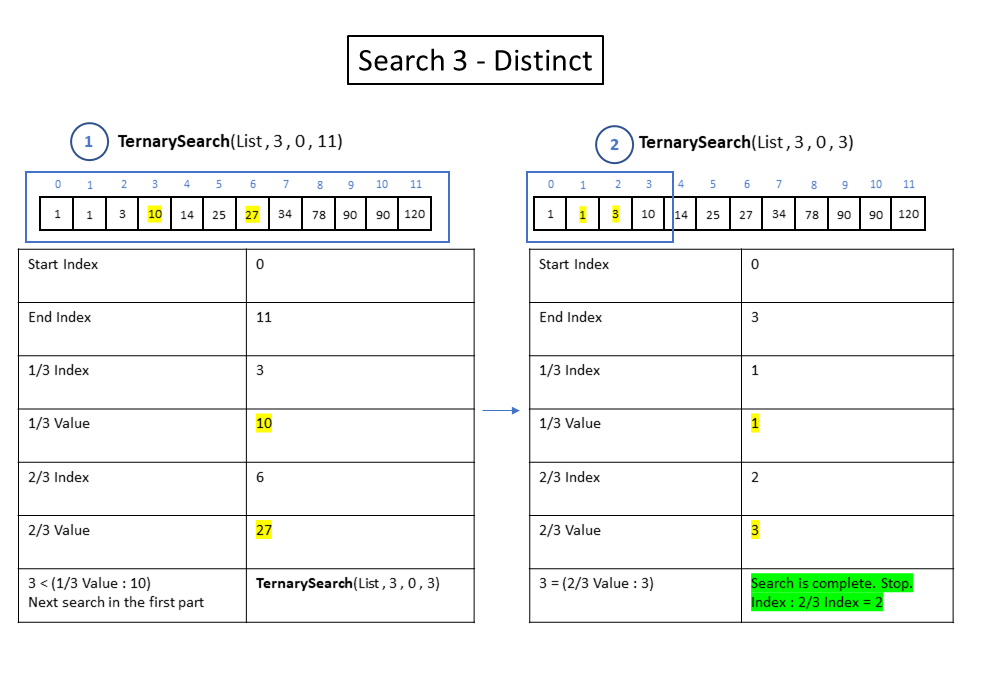 Search 3 - Distinct
1 TernarySearch(List , 3 , 0 , 11)
0 1 2 3 4 5 6 7 8 9 10 11
1 1 3 10 14 25 27 34 78 90 90 120
Start Index 0
End Index 11
1/3 Index 3
1/3 Value 10
2/3 Index 6
2/3 Value 27
3 < (1/3 Value : 10) TernarySearch(List , 3 , 0 , 3)
Next search in the first part
2 TernarySearch(List , 3 , 0 , 3)
0 1 2 3 4 5 6 7 8 9 10 11
1 1 3 10 14 25 27 34 78 90 90 120
Start Index 0
End Index 3
1/3 Index 1
1/3 Value 1
2/3 Index 2
2/3 Value 3
3 = (2/3 Value : 3) Search is complete. Stop.
Index : 2/3 Index = 2